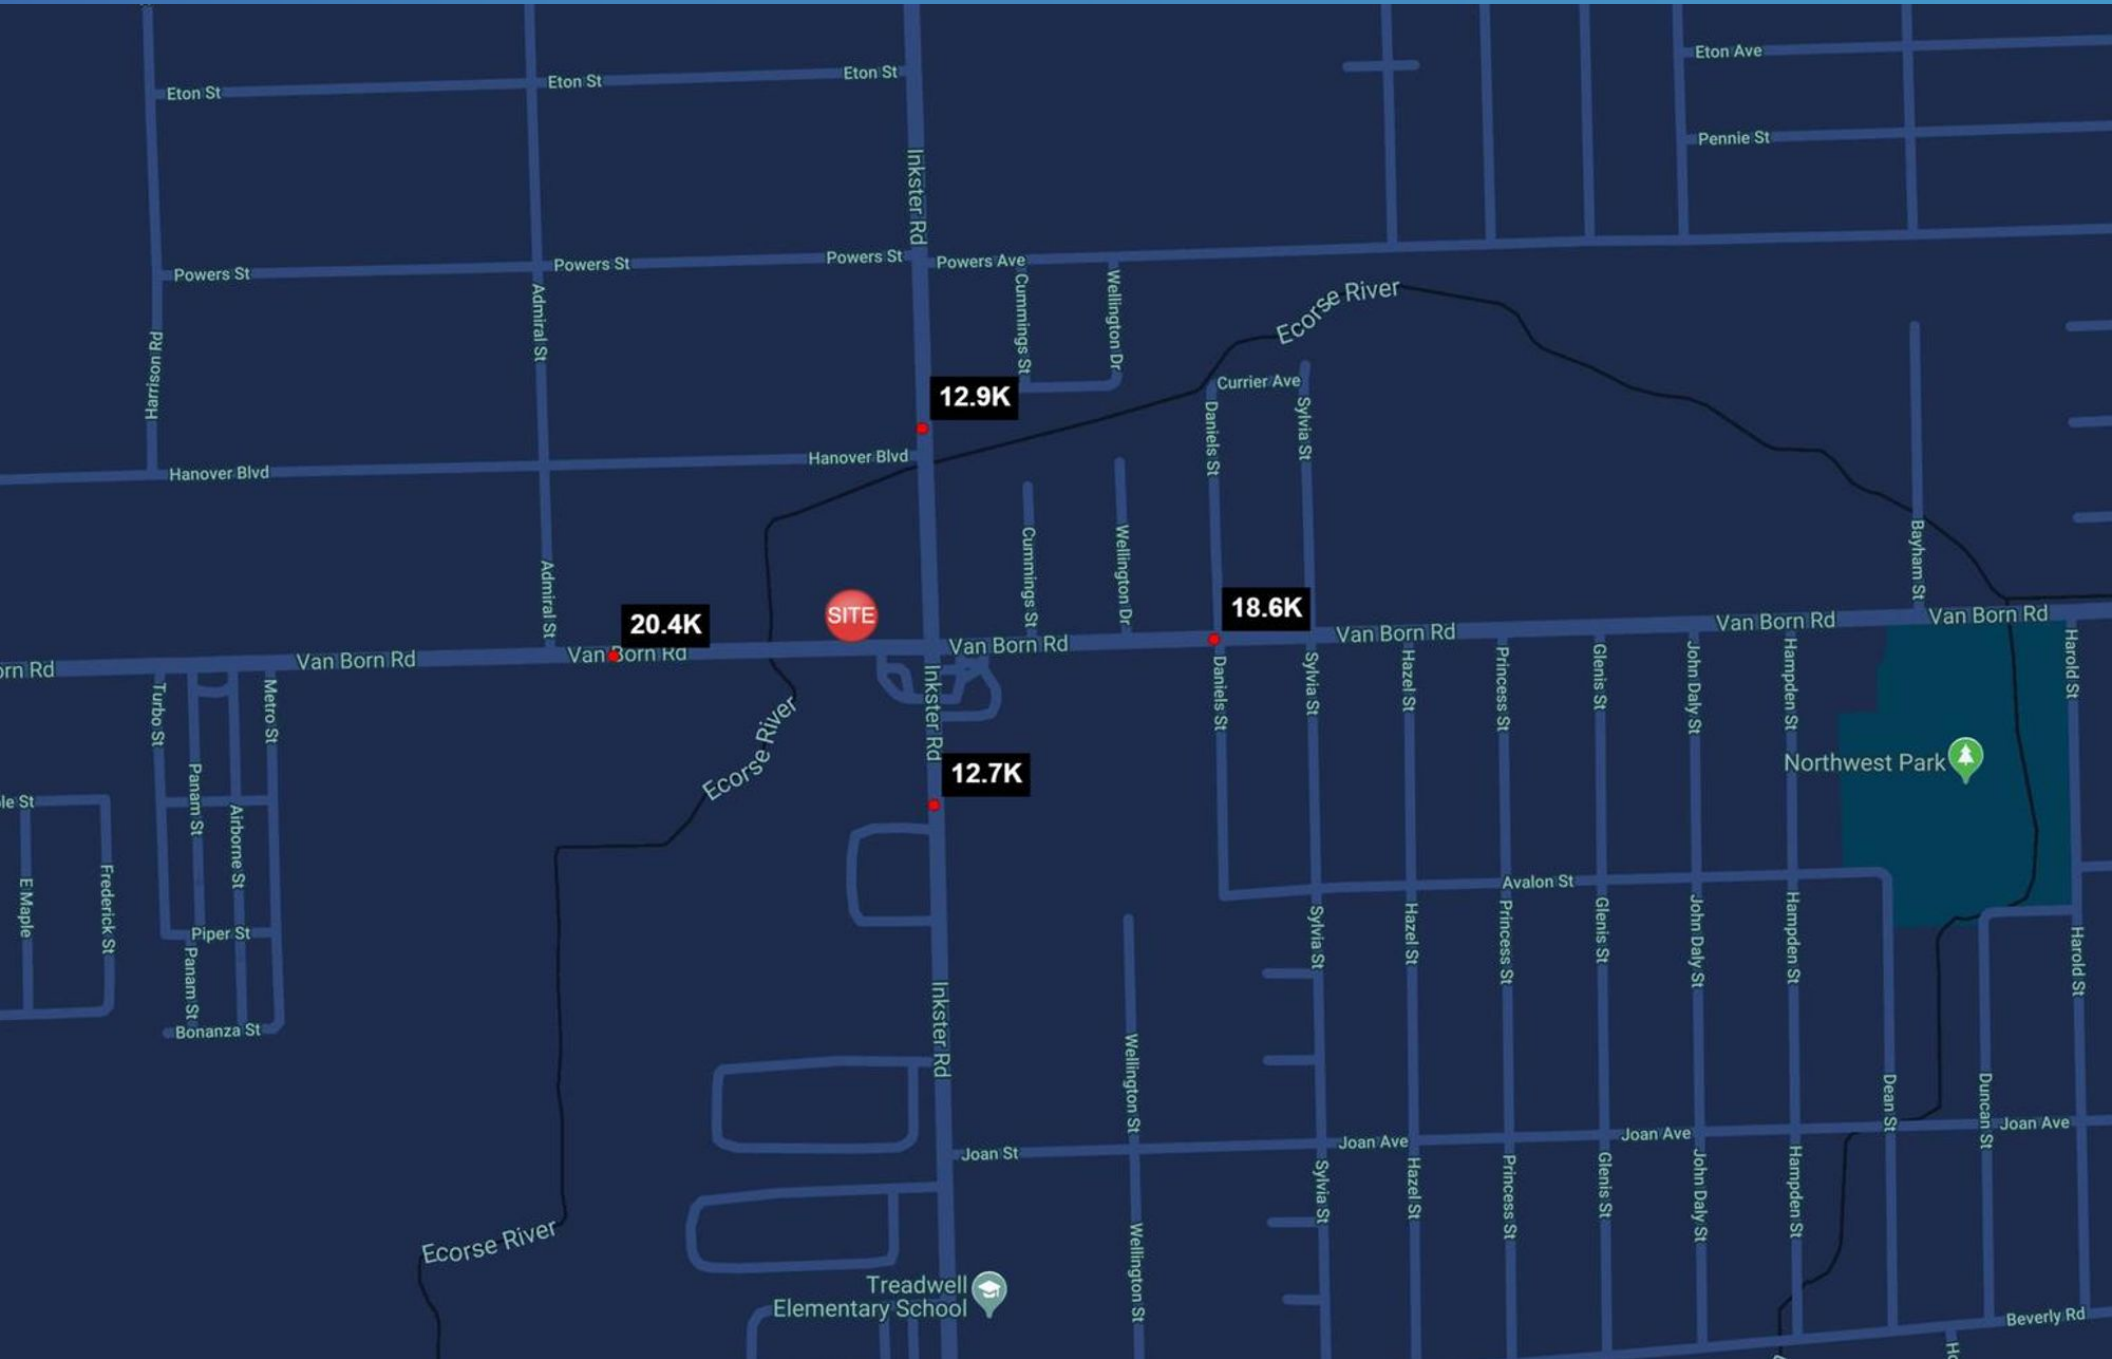 Eton Ave
Eton St
Eton St
Eton St
Pennie St
Inkster Rd
Powers St
Powers St
Powers St
Powers Ave
Cummings St
Wellington Dr
Ecorse River
Admiral St
Harrison Rd
12.9K
Currier Ave
Daniels St
Sylvia St
Hanover Blvd
Hanover Blvd
Cummings St
Wellington Dr
Bayham St
Admiral St
SITE
20.4K
18.6K
orn Rd
Van Born Rd
Van Born Rd
Van Born Rd
Van Born Rd
Van Born Rd
Van Born Rd
Turbo St
Metro St
Inkster Rd
Daniels St
Sylvia St
Hazel St
Princess St
Glenis St
John Daly St
Hampden St
Harold St
Ecorse River
12.7K
Northwest Park
le St
Panam St
Airborne St
E Maple
Frederick St
Avalon St
Piper St
Panam St
Bonanza St
Sylvia St
Hazel St
Princess St
Glenis St
John Daly St
Hampden St
Harold St
Inkster Rd
Wellington St
Dean St
Duncan St
Joan St
Joan Ave
Joan Ave
Joan Ave
Sylvia St
Hazel St
Princess St
Glenis St
John Daly St
Hampden St
Ecorse River
Wellington St
Treadwell
Elementary School
Beverly Rd
Ho